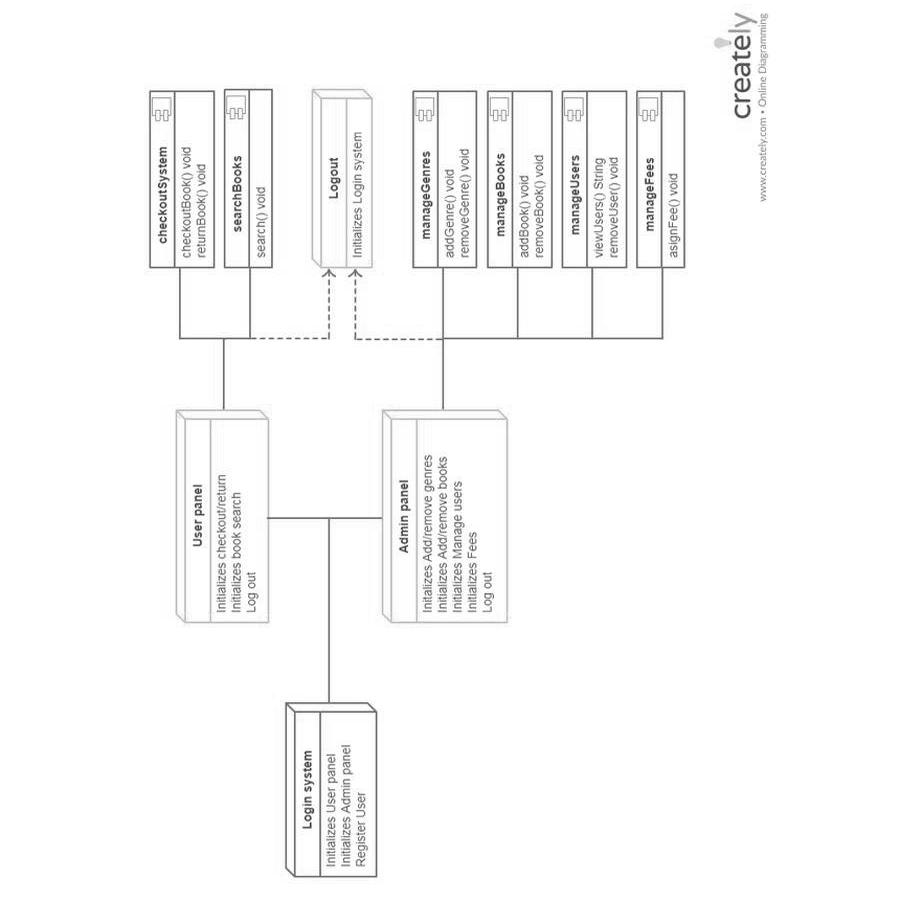 Login system
Initializes User panel
Initializes Admin panel
Register User
User panel
Initializes checkout/return
Initializes book search
Log out
Admin panel
Initalizes Add/remove genres
Initializes Add/remove books
Initializes Manage users
Initializes Fees
Log out
checkoutSystem
checkoutBook() void
returnBook() void
searchBooks
search() void
Logout
Initializes Login system
manageGenres
addGenre() void
removeGenre() void
manageBooks
addBook() void
removeBook() void
manageUsers
viewUsers() String
removeUser() void
manageFees
asignFee() void
creately
www.creately.com • Online Diagramming